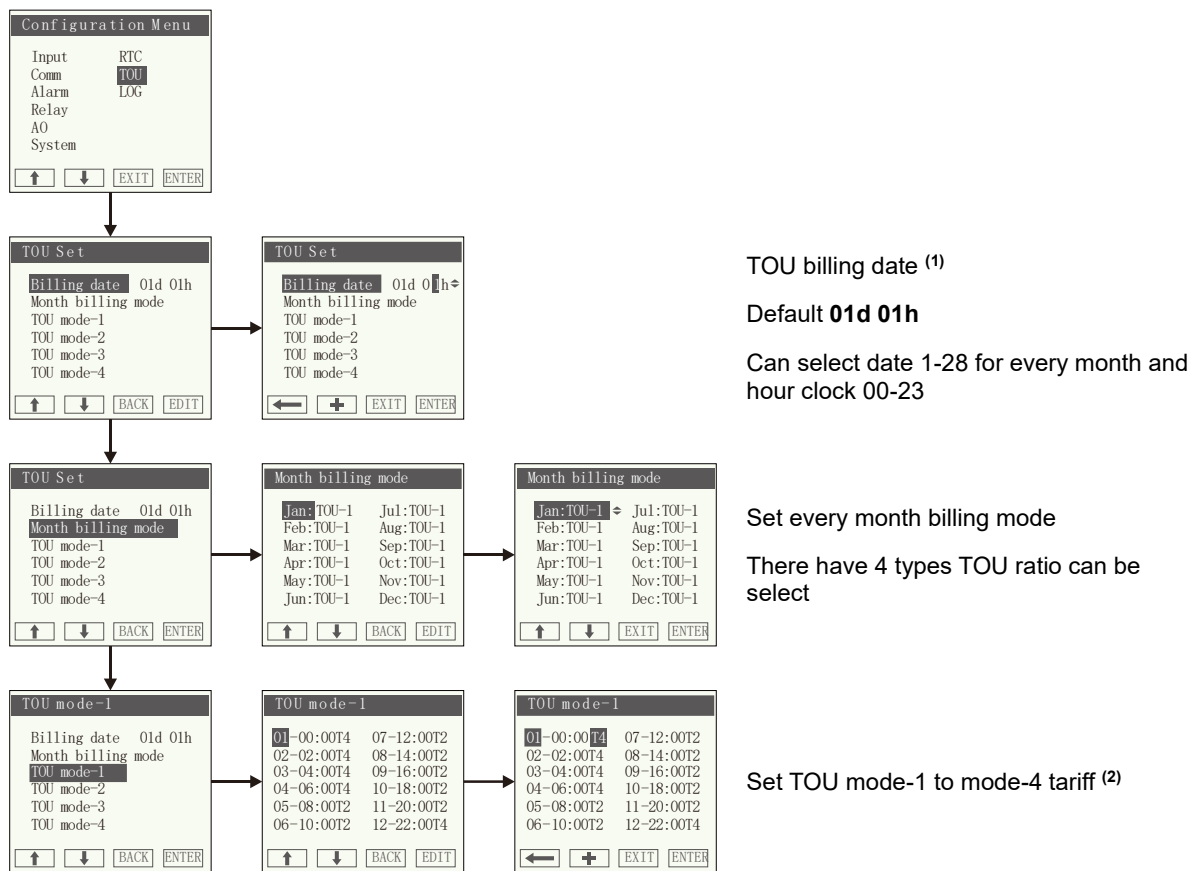 Configuration Menu
Input RTC
Comm TOU
Alarm LOG
Relay
AO
System
EXIT ENTER
TOU Set
Billing date 01d 01h
Month billing mode
TOU mode-1
TOU mode-2
TOU mode-3
TOU mode-4
BACK EDIT
TOU Set
Billing date 01d 01h
Month billing mode
TOU mode-1
TOU mode-2
TOU mode-3
TOU mode-4
EXIT ENTER
TOU billing date (1)
Default 01d 01h
Can select date 1-28 for every month and
hour clock 00-23
TOU Set
Billing date 01d 01h
Month billing mode
TOU mode-1
TOU mode-2
TOU mode-3
TOU mode-4
BACK ENTER
Month billing mode
Jan:TOU-1 Jul:TOU-1
Feb:TOU-1 Aug:TOU-1
Mar:TOU-1 Sep:TOU-1
Apr:TOU-1 Oct:TOU-1
May:TOU-1 Nov:TOU-1
Jun:TOU-1 Dec:TOU-1
BACK EDIT
Month billing mode
Jan:TOU-1 Jul:TOU-1
Feb:TOU-1 Aug:TOU-1
Mar:TOU-1 Sep:TOU-1
Apr:TOU-1 Oct:TOU-1
May:TOU-1 Nov:TOU-1
Jun:TOU-1 Dec:TOU-1
EXIT ENTER
Set every month billing mode
There have 4 types TOU ratio can be
select
TOU mode-1
Billing date 01d 01h
Month billing mode
TOU mode-1
TOU mode-2
TOU mode-3
TOU mode-4
BACK ENTER
TOU mode-1
01-00:00T4 07-12:00T2
02-02:00T4 08-14:00T2
03-04:00T4 09-16:00T2
04-06:00T4 10-18:00T2
05-08:00T2 11-20:00T2
06-10:00T2 12-22:00T4
BACK EDIT
TOU mode-1
01-00:00T4 07-12:00T2
02-02:00T4 08-14:00T2
03-04:00T4 09-16:00T2
04-06:00T4 10-18:00T2
05-08:00T2 11-20:00T2
06-10:00T2 12-22:00T4
EXIT ENTER
Set TOU mode-1 to mode-4 tariff (2)